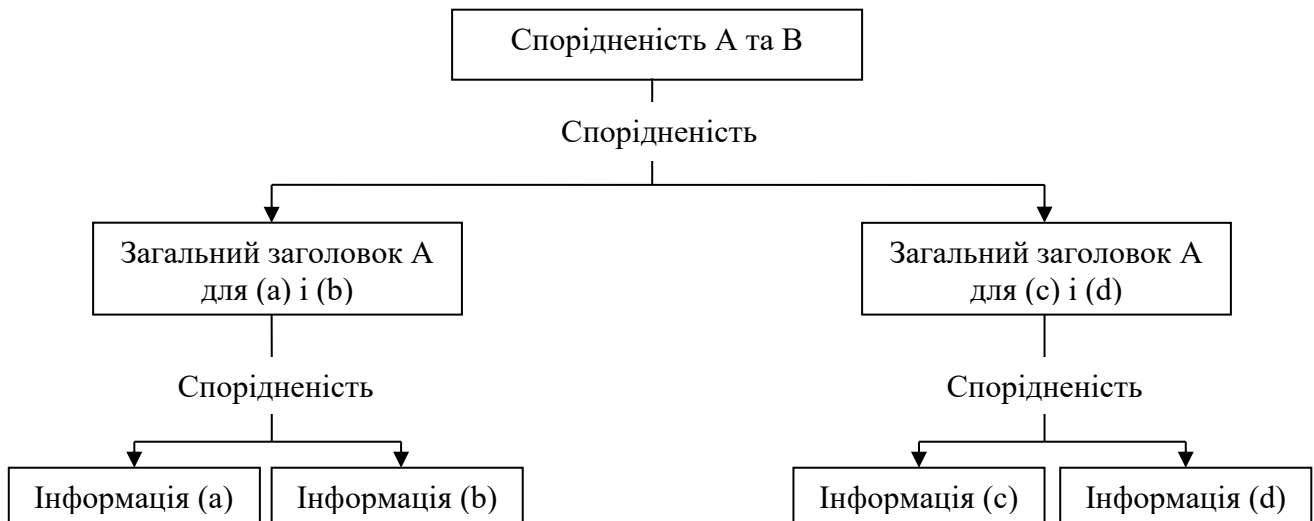 Спорідненість А та В
Спорідненість
Загальний заголовок А
для (a) і (b)
Загальний заголовок А
для (c) і (d)
Спорідненість
Спорідненість
Інформація (a)
Інформація (b)
Інформація (c)
Інформація (d)